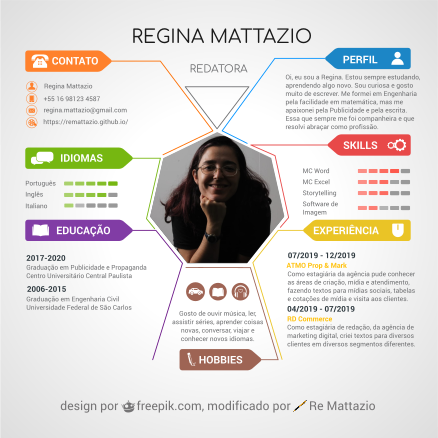 REGINA MATTAZIO
REDATORA
CONTATO
Regina Mattazio
+55 16 98123 4587
regina.mattazio@gmail.com
https://remattazio.github.io/
PERFIL
Oi, eu sou a Regina. Estou sempre estudando,
aprendendo algo novo. Sou curiosa e gosto
muito de escrever. Me formei em Engenharia
pela facilidade em matemática, mas me
apaixonei pela Publicidade e pela escrita.
Essa que sempre me foi companheira e que
resolvi abraçar como profissão.
IDIOMAS
Português
Inglês
Italiano
SKILLS
MC Word
MC Excel
Storytelling
Software de
Imagem
EDUCAÇÃO
2017-2020
Graduação em Publicidade e Propaganda
Centro Universitário Central Paulista
2006-2015
Graduação em Engenharia Civil
Universidade Federal de São Carlos
EXPERIÊNCIA
07/2019 - 12/2019
ATMO Prop & Mark
Como estagiária da agência pude conhecer
as áreas de criação, mídia e atendimento,
fazendo textos para mídias sociais, tabelas
e cotações de mídia e visita aos clientes.
04/2019 - 07/2019
RD Commerce
Como estagiária de redação, da agência de
marketing digital, criei textos para diversos
clientes em diversos segmentos diferentes.
Gosto de ouvir música, ler,
assistir séries, aprender coisas
novas, conversar, viajar e
conhecer novos idiomas.
HOBBIES
design por freepik.com, modificado por Re Mattazio